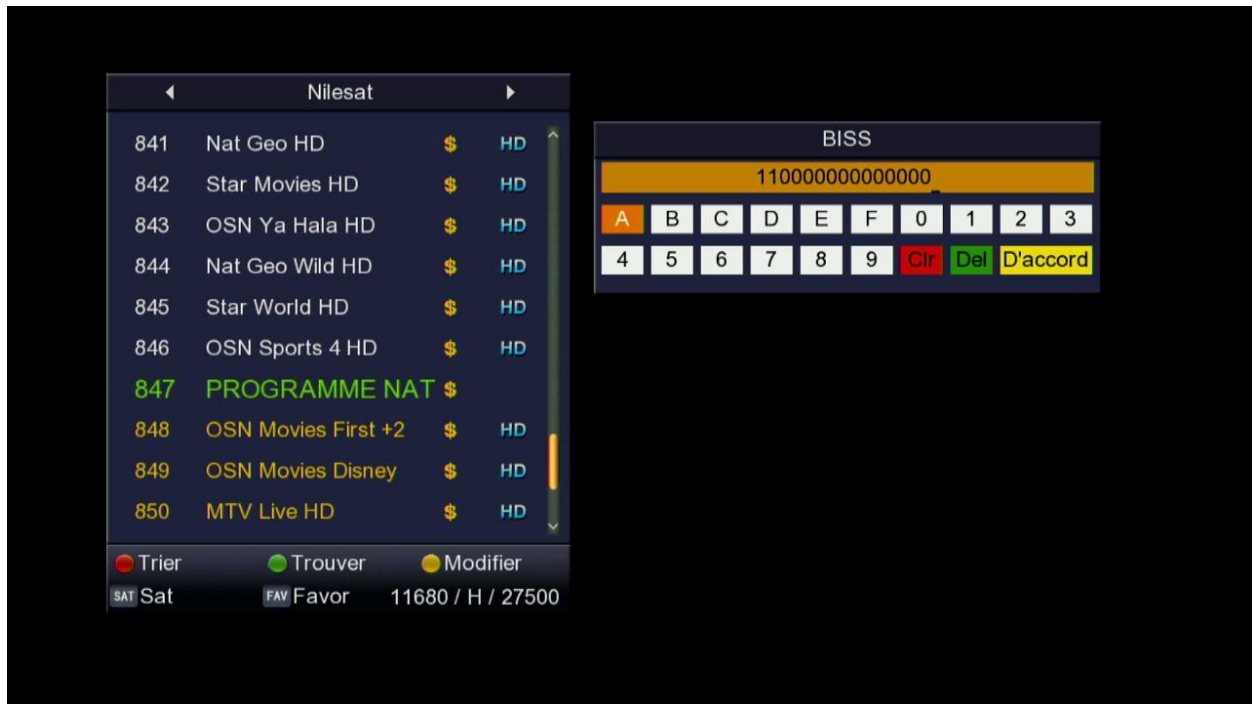 Nilesat
841 Nat Geo HD $ HD
842 Star Movies HD $ HD
843 OSN Ya Hala HD $ HD
844 Nat Geo Wild HD $ HD
845 Star World HD $ HD
846 OSN Sports 4 HD $ HD
847 PROGRAMME NAT $
848 OSN Movies First +2 $ HD
849 OSN Movies Disney $ HD
850 MTV Live HD $ HD
Trier Trouver Modifier
SAT Sat FAV Favor 11680 / H / 27500
BISS
110000000000000_
A B C D E F 0 1 2 3
4 5 6 7 8 9 Clr Del D'accord